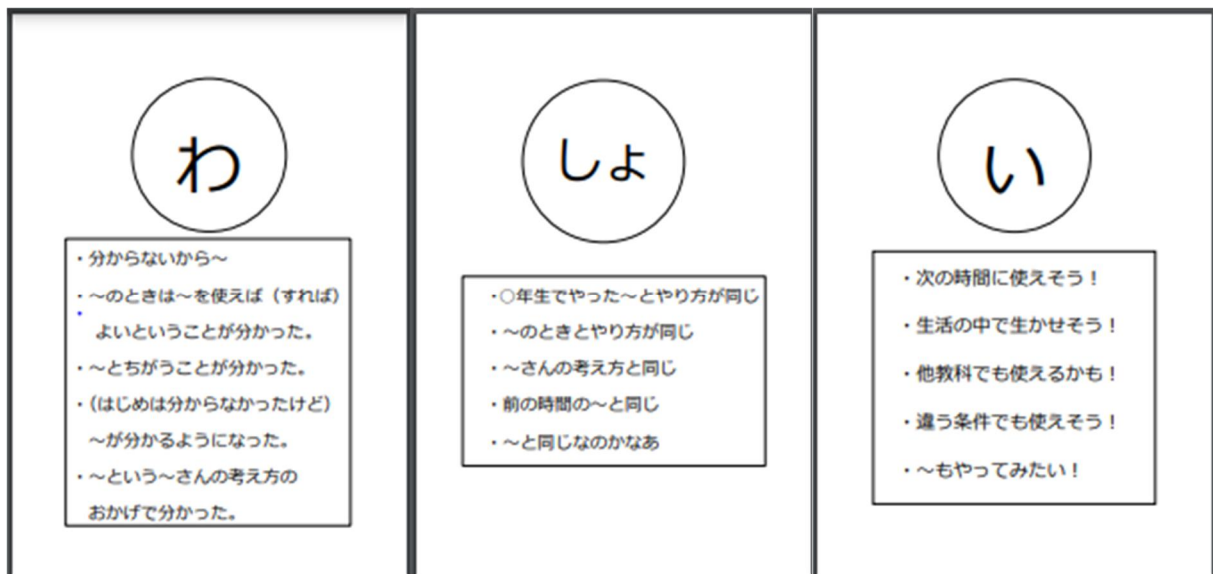 わ
・分からないから～
・～のときは～を使えば（すれば）
よいということが分かった。
・～とちがうことが分かった。
・（はじめは分からなかったけど）
～が分かるようになった。
・～という～さんの考え方の
おかげで分かった。
しょ
・○年生でやった～とやり方が同じ
・～のときとやり方が同じ
・～さんの考え方と同じ
・前の時間の～と同じ
・～と同じなのかなあ
い
・次の時間に使えそう！
・生活の中で生かせそう！
・他教科でも使えるかも！
・違う条件でも使えそう！
・～もやってみたい！